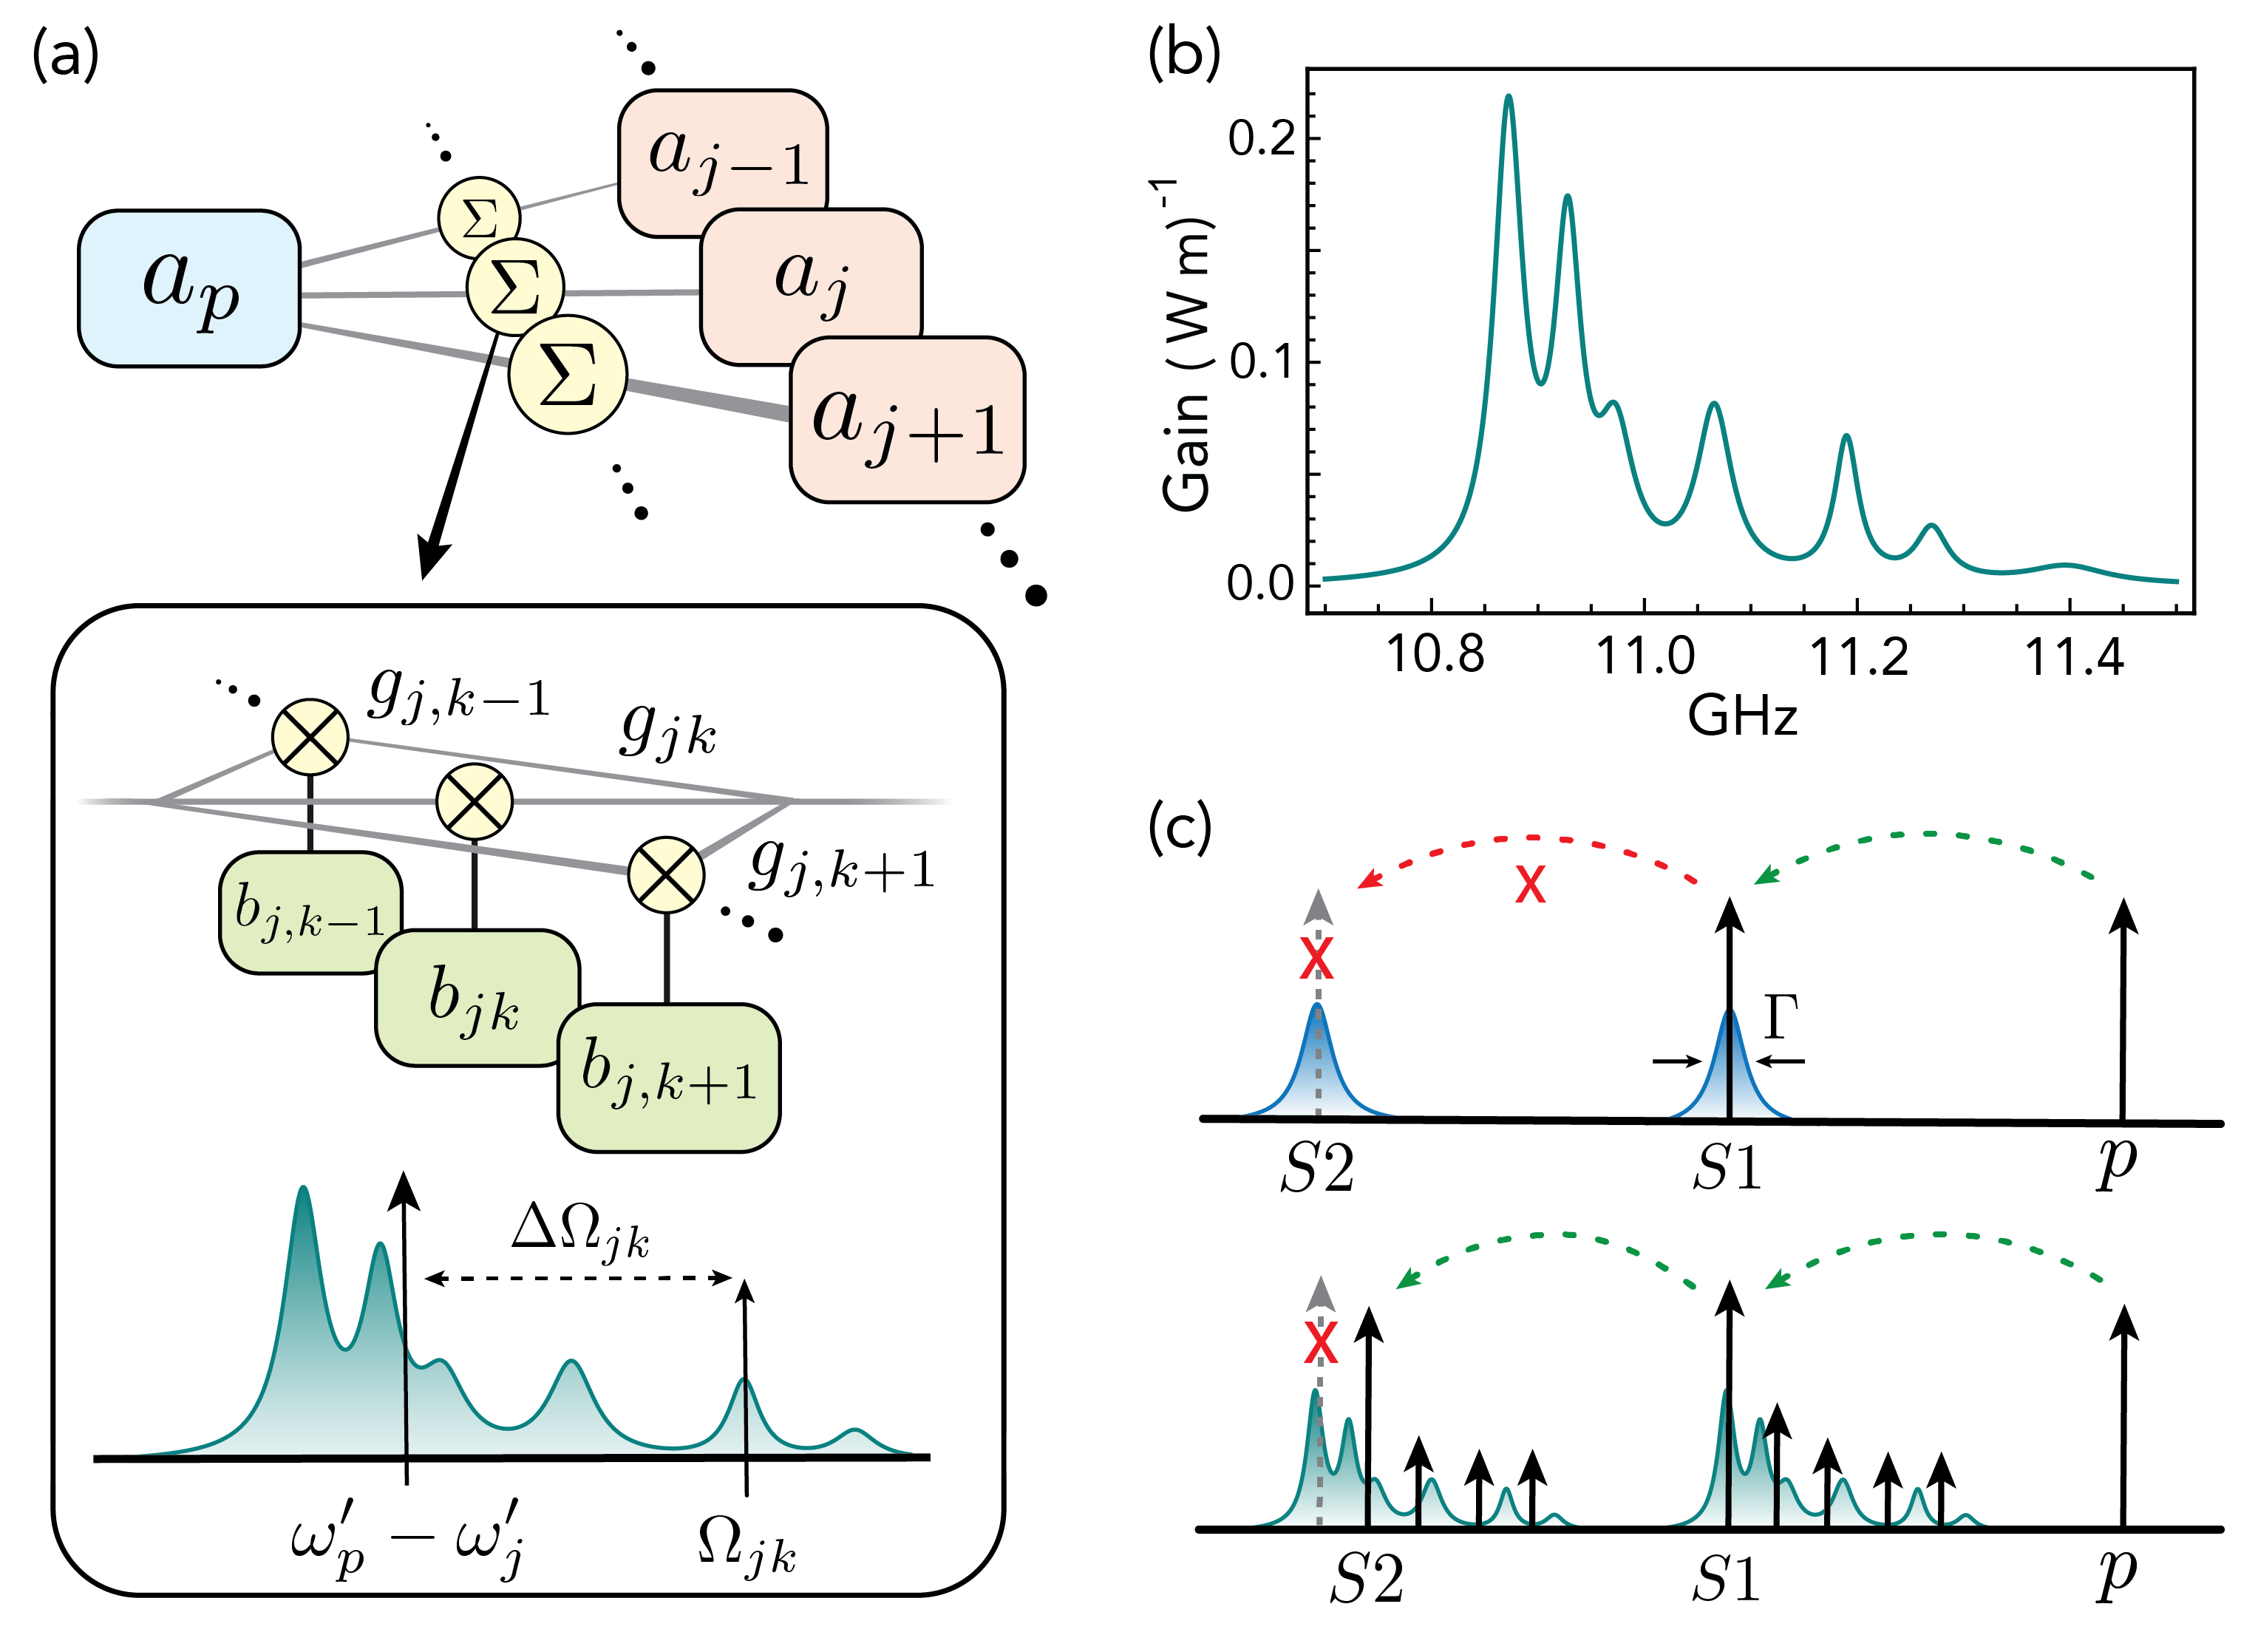 (a)
a_{j−1}
Σ
a_p
Σ
a_j
Σ
a_{j+1}
g_{j,k−1}
g_{jk}
g_{j,k+1}
b_{j,k−1}
b_{jk}
b_{j,k+1}
ΔΩ_{jk}
ω′_p − ω′_j
Ω_{jk}
(b)
Gain (W m)^{-1}
0.2
0.1
0.0
10.8 11.0 11.2 11.4
GHz
(c)
X
X
Γ
S2 S1 p
X
S2 S1 p